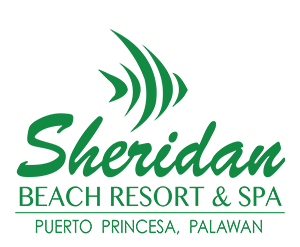 Sheridan
BEACH RESORT & SPA
PUERTO PRINCESA, PALAWAN